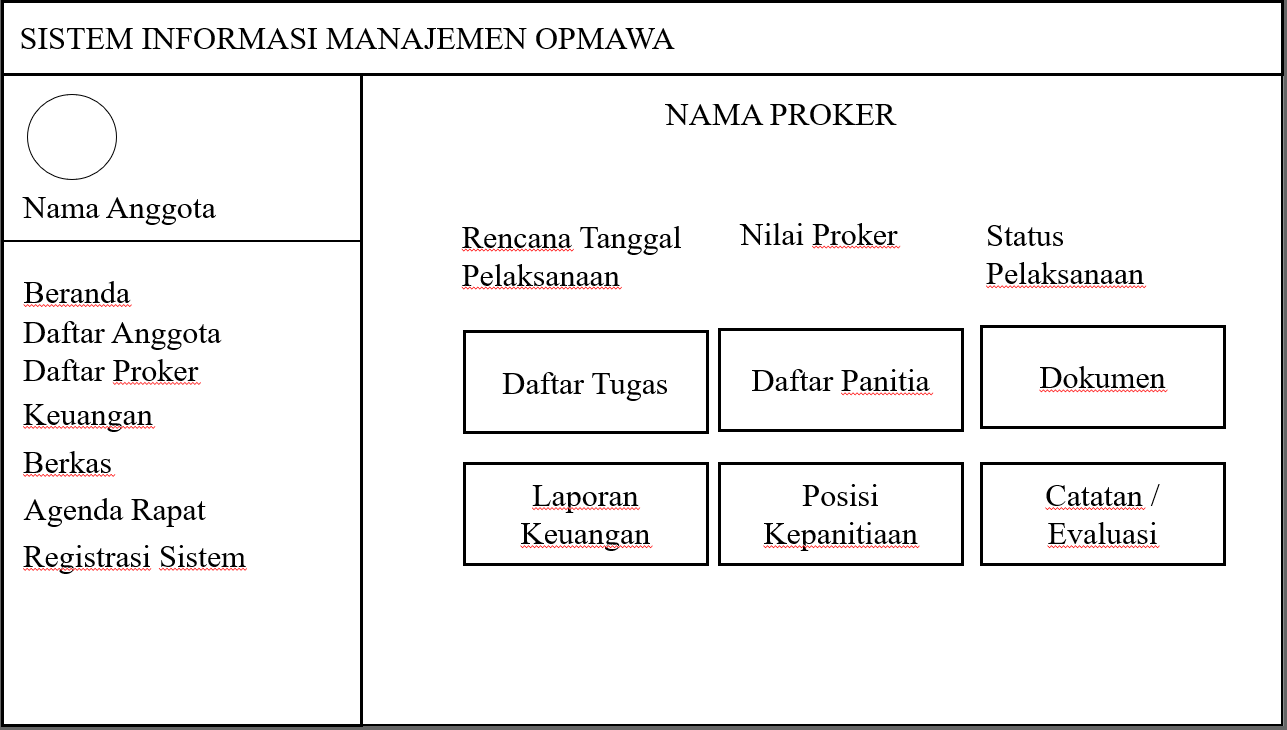 SISTEM INFORMASI MANAJEMEN OPMAWA
Nama Anggota
Beranda
Daftar Anggota
Daftar Proker
Keuangan
Berkas
Agenda Rapat
Registrasi Sistem
NAMA PROKER
Rencana Tanggal
Pelaksanaan
Nilai Proker
Status
Pelaksanaan
Daftar Tugas
Daftar Panitia
Dokumen
Laporan
Keuangan
Posisi
Kepanitiaan
Catatan /
Evaluasi